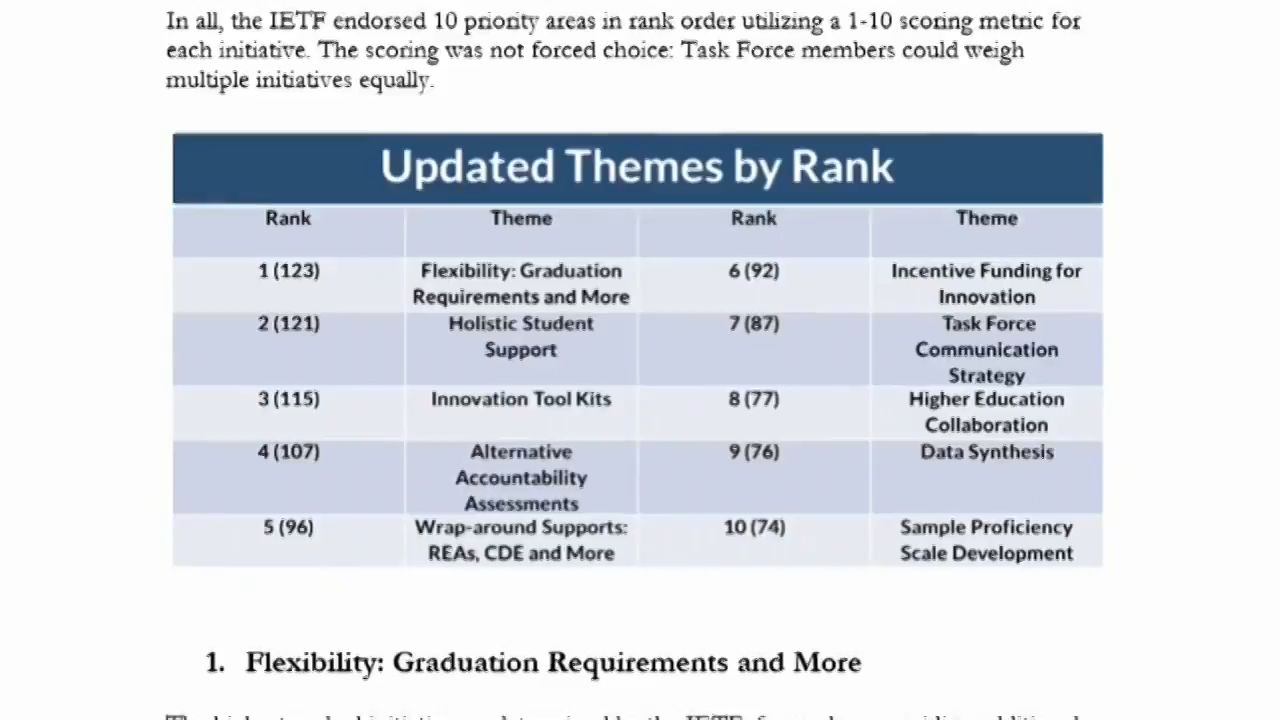 In all, the IETF endorsed 10 priority areas in rank order utilizing a 1-10 scoring metric for
each initiative. The scoring was not forced choice: Task Force members could weigh
multiple initiatives equally.
Updated Themes by Rank
Rank Theme Rank Theme
1 (123) Flexibility: Graduation 6 (92) Incentive Funding for
Requirements and More Innovation
2 (121) Holistic Student 7 (87) Task Force
Support Communication
Strategy
3 (115) Innovation Tool Kits 8 (77) Higher Education
Collaboration
4 (107) Alternative 9 (76) Data Synthesis
Accountability
Assessments
5 (96) Wrap-around Supports: 10 (74) Sample Proficiency
REAs, CDE and More Scale Development
1. Flexibility: Graduation Requirements and More